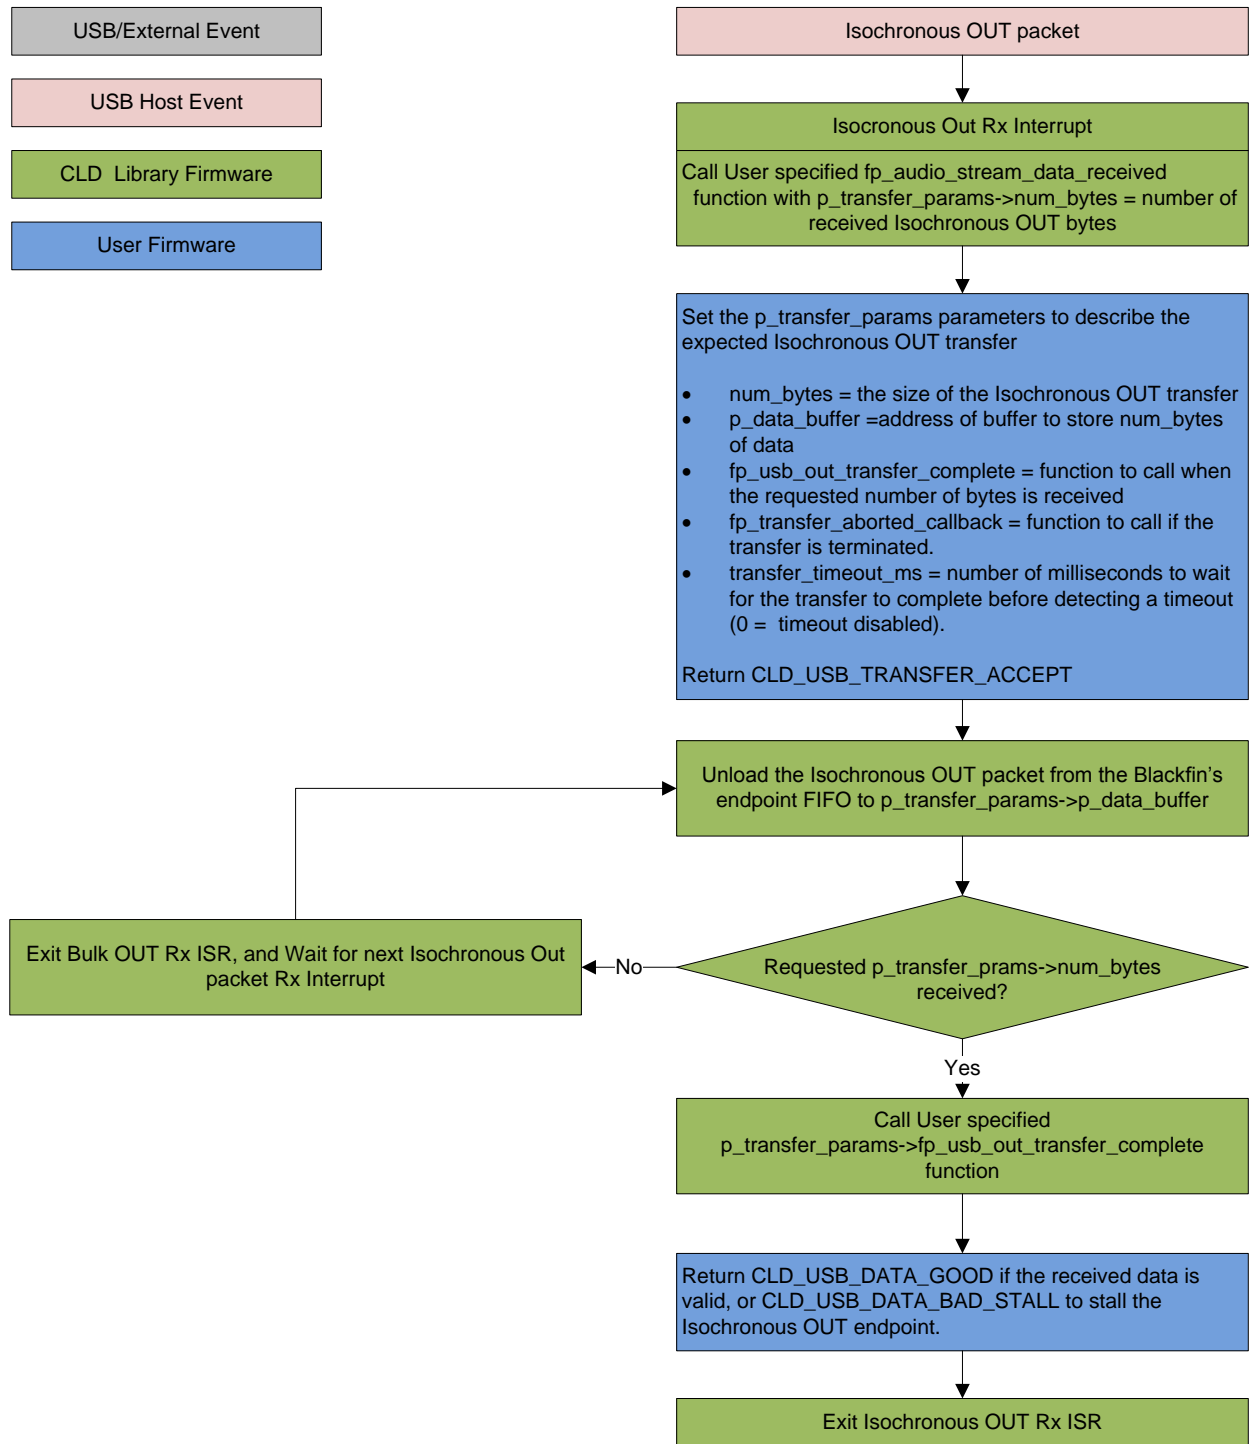 USB/External Event
USB Host Event
CLD  Library Firmware
User Firmware
Isochronous OUT packet
Isocronous Out Rx Interrupt
Call User specified fp_audio_stream_data_received
function with p_transfer_params->num_bytes = number of
received Isochronous OUT bytes
Set the p_transfer_params parameters to describe the
expected Isochronous OUT transfer
• num_bytes = the size of the Isochronous OUT transfer
• p_data_buffer =address of buffer to store num_bytes
of data
• fp_usb_out_transfer_complete = function to call when
the requested number of bytes is received
• fp_transfer_aborted_callback = function to call if the
transfer is terminated.
• transfer_timeout_ms = number of milliseconds to wait
for the transfer to complete before detecting a timeout
(0 =  timeout disabled).
Return CLD_USB_TRANSFER_ACCEPT
Unload the Isochronous OUT packet from the Blackfin’s
endpoint FIFO to p_transfer_params->p_data_buffer
Exit Bulk OUT Rx ISR, and Wait for next Isochronous Out
packet Rx Interrupt
No
Requested p_transfer_prams->num_bytes
received?
Yes
Call User specified
p_transfer_params->fp_usb_out_transfer_complete
function
Return CLD_USB_DATA_GOOD if the received data is
valid, or CLD_USB_DATA_BAD_STALL to stall the
Isochronous OUT endpoint.
Exit Isochronous OUT Rx ISR